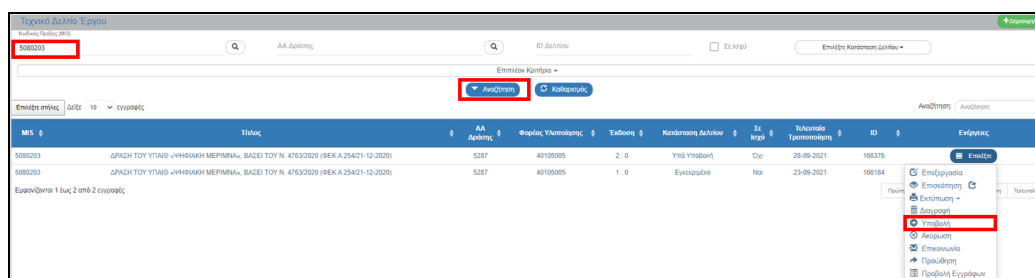 Τεχνικό Δελτίο Έργου
+Δημιουργ
Κωδικός Πράξης (MIS)
5080203 ΑΑ Δράσης ID Δελτίου Σε Ισχύ Επιλέξτε Κατάσταση Δελτίου
Επιπλέον Κριτήρια
Αναζήτηση Καθαρισμός
Επιλέξτε στήλες Δείξε 10 εγγραφές Αναζήτηση: Αναζήτηση
MIS Τίτλος ΑΑ Δράσης Φορέας Υλοποίησης Έκδοση Κατάσταση Δελτίου Σε Ισχύ Τελευταία Τροποποίηση ID Ενέργειες
5080203 ΔΡΑΣΗ ΤΟΥ ΥΠΑΙΘ «ΨΗΦΙΑΚΗ ΜΕΡΙΜΝΑ», ΒΑΣΕΙ ΤΟΥ Ν. 4763/2020 (ΦΕΚ Α 254/21-12-2020) 5287 40105005 2 . 0 Υπό Υποβολή Όχι 28-09-2021 166376 Επιλέξτε
5080203 ΔΡΑΣΗ ΤΟΥ ΥΠΑΙΘ «ΨΗΦΙΑΚΗ ΜΕΡΙΜΝΑ», ΒΑΣΕΙ ΤΟΥ Ν. 4763/2020 (ΦΕΚ Α 254/21-12-2020) 5287 40105005 1 . 0 Εγκεκριμένο Ναι 23-09-2021 166184
Εμφανίζονται 1 έως 2 από 2 εγγραφές
Πρώτη
Τελευταία
Επεξεργασία
Επισκόπηση
Εκτύπωση
Διαγραφή
Υποβολή
Ακύρωση
Επικοινωνία
Προώθηση
Προβολή Εγγράφων